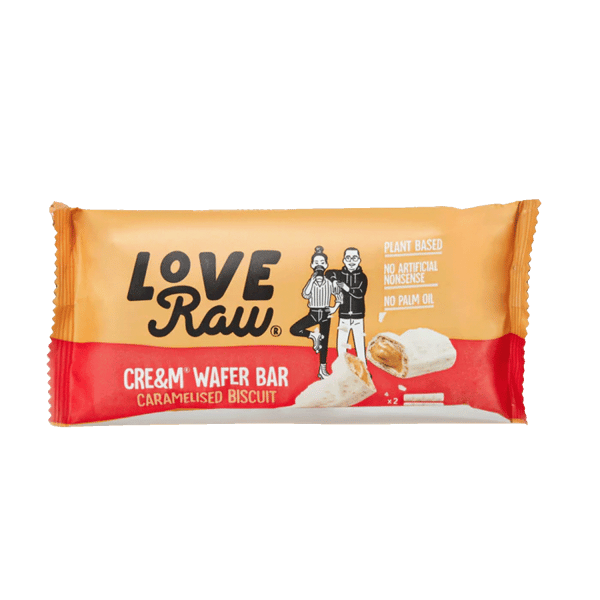 LOVE
Raw®
CRE&M® WAFER BAR
CARAMELISED BISCUIT
PLANT BASED
NO ARTIFICIAL
NONSENSE
NO PALM OIL
x2